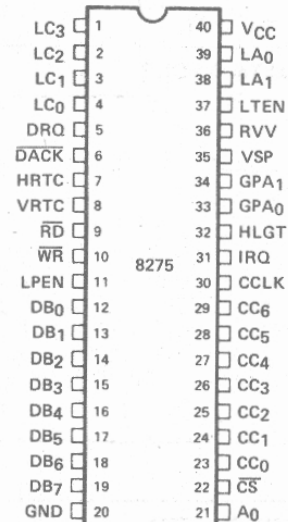 LC3 1 40 VCC
LC2 2 39 LA0
LC1 3 38 LA1
LC0 4 37 LTEN
DRQ 5 36 RVV
DACK 6 35 VSP
HRTC 7 34 GPA1
VRTC 8 33 GPA0
RD 9 32 HLGT
WR 10 31 IRQ
8275
LPEN 11 30 CCLK
DB0 12 29 CC6
DB1 13 28 CC5
DB2 14 27 CC4
DB3 15 26 CC3
DB4 16 25 CC2
DB5 17 24 CC1
DB6 18 23 CC0
DB7 19 22 CS
GND 20 21 A0